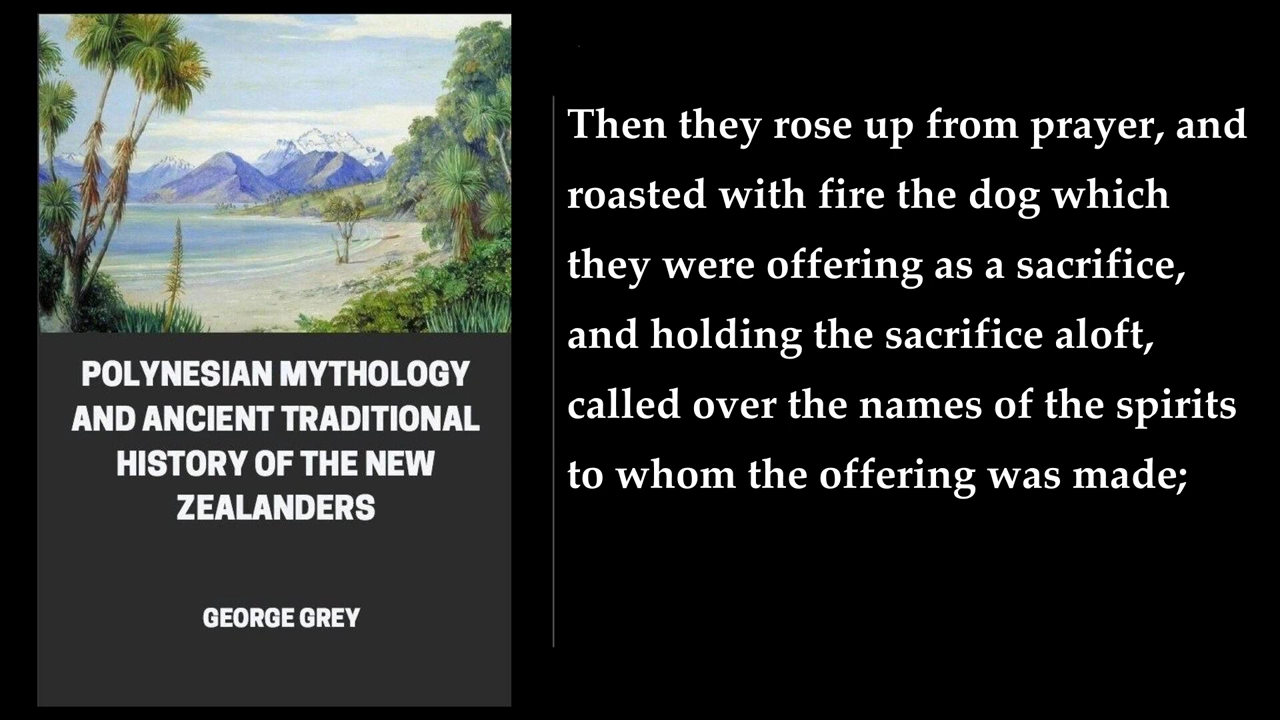 POLYNESIAN MYTHOLOGY
AND ANCIENT TRADITIONAL
HISTORY OF THE NEW
ZEALANDERS
GEORGE GREY
Then they rose up from prayer, and
roasted with fire the dog which
they were offering as a sacrifice,
and holding the sacrifice aloft,
called over the names of the spirits
to whom the offering was made;